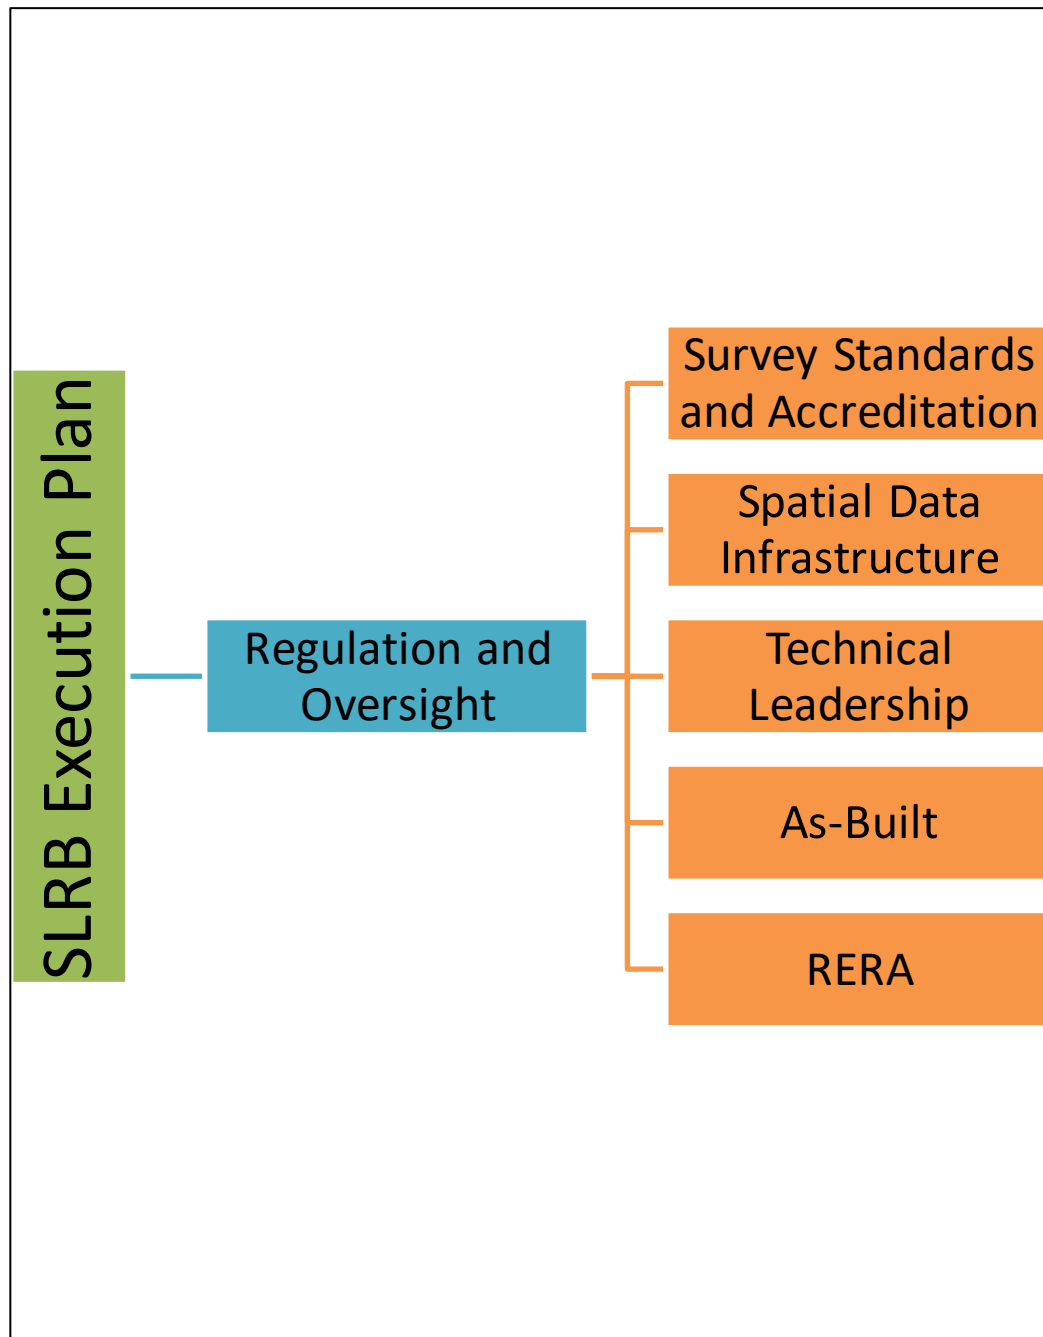 SLRB Execution Plan
Regulation and
Oversight
Survey Standards
and Accreditation
Spatial Data
Infrastructure
Technical
Leadership
As-Built
RERA